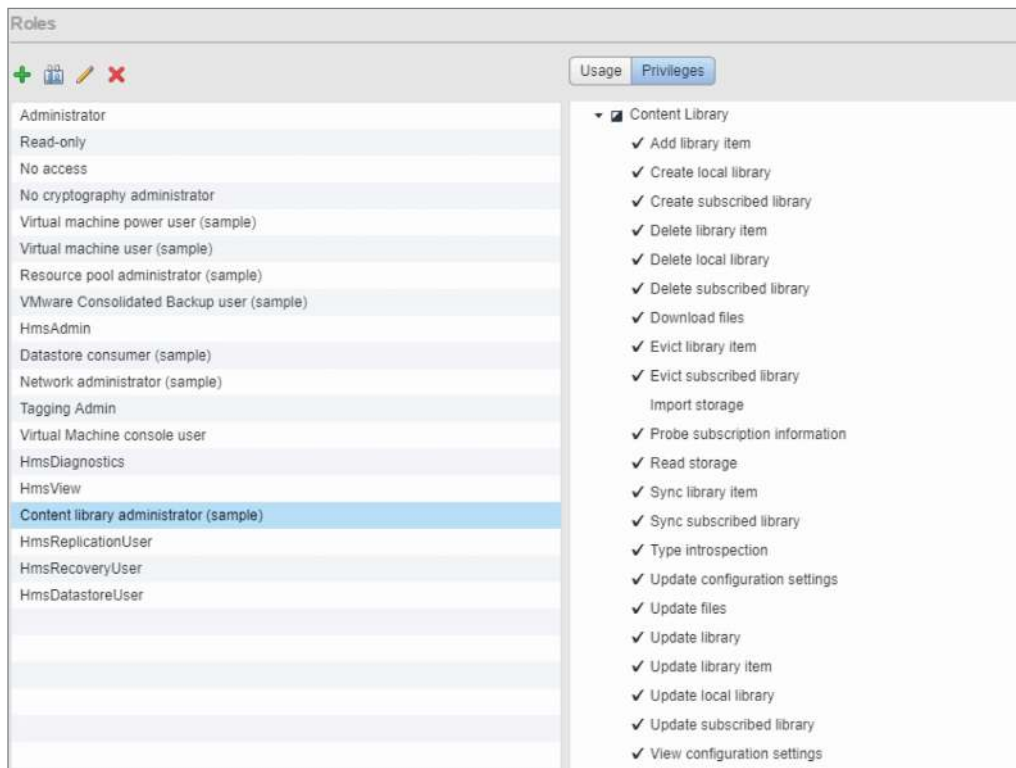 Roles
Usage
Privileges
Administrator
Read-only
No access
No cryptography administrator
Virtual machine power user (sample)
Virtual machine user (sample)
Resource pool administrator (sample)
VMware Consolidated Backup user (sample)
HmsAdmin
Datastore consumer (sample)
Network administrator (sample)
Tagging Admin
Virtual Machine console user
HmsDiagnostics
HmsView
Content library administrator (sample)
HmsReplicationUser
HmsRecoveryUser
HmsDatastoreUser
Content Library
Add library item
Create local library
Create subscribed library
Delete library item
Delete local library
Delete subscribed library
Download files
Evict library item
Evict subscribed library
Import storage
Probe subscription information
Read storage
Sync library item
Sync subscribed library
Type introspection
Update configuration settings
Update files
Update library
Update library item
Update local library
Update subscribed library
View configuration settings